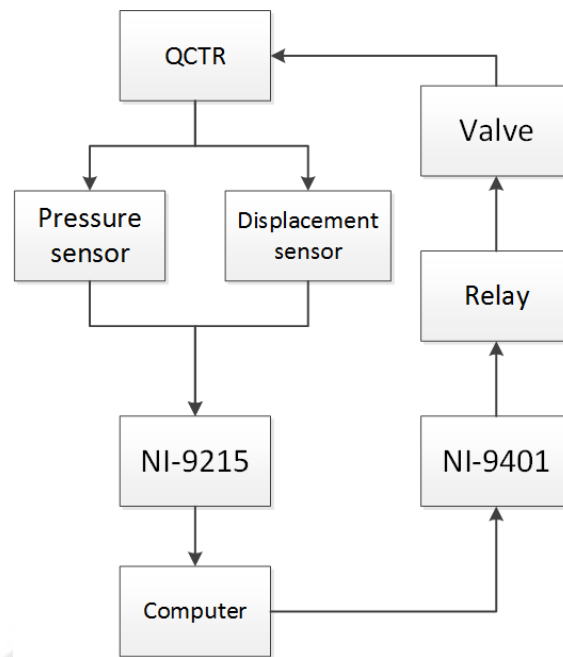 QCTR
Valve
Pressure
sensor
Displacement
sensor
Relay
NI-9215
NI-9401
Computer